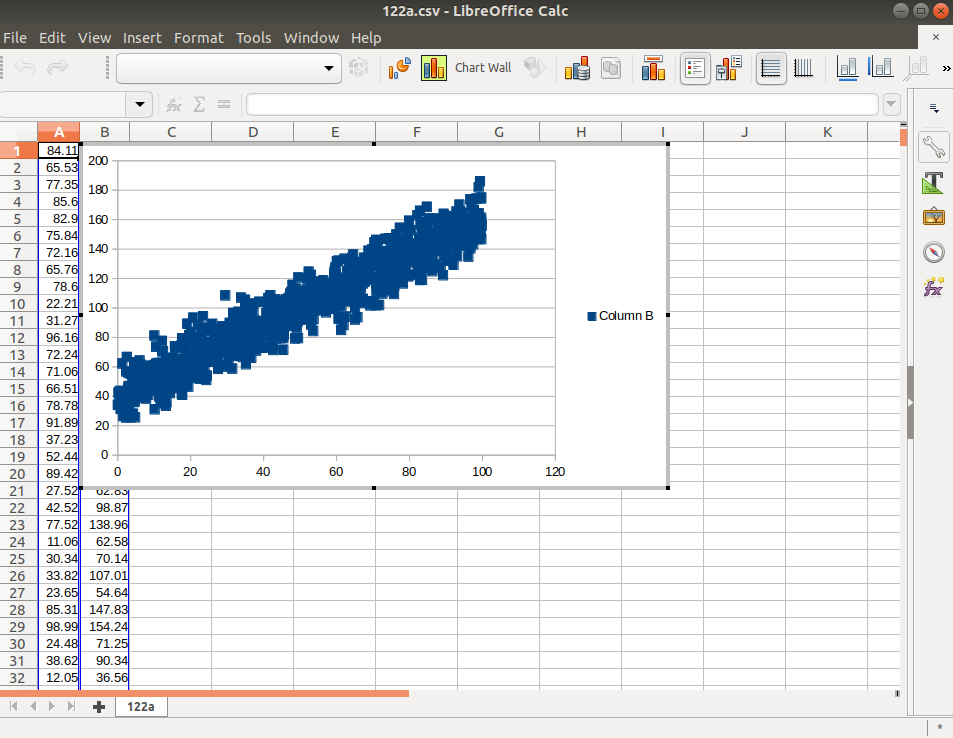 122a.csv - LibreOffice Calc
File Edit View Insert Format Tools Window Help
Chart Wall
A B C D E F G H I J K
1 84.11
2 65.53
3 77.35
4 85.6
5 82.9
6 75.84
7 72.16
8 65.76
9 78.6
10 22.21
11 31.27
12 96.16
13 72.24
14 71.06
15 66.51
16 78.78
17 91.89
18 37.23
19 52.44
20 89.42
200
180
160
140
120
100
80
60
40
20
0
0 20 40 60 80 100 120
Column B
21 27.52 62.83
22 42.52 98.87
23 77.52 138.96
24 11.06 62.58
25 30.34 70.14
26 33.82 107.01
27 23.65 54.64
28 85.31 147.83
29 98.99 154.24
30 24.48 71.25
31 38.62 90.34
32 12.05 36.56
122a